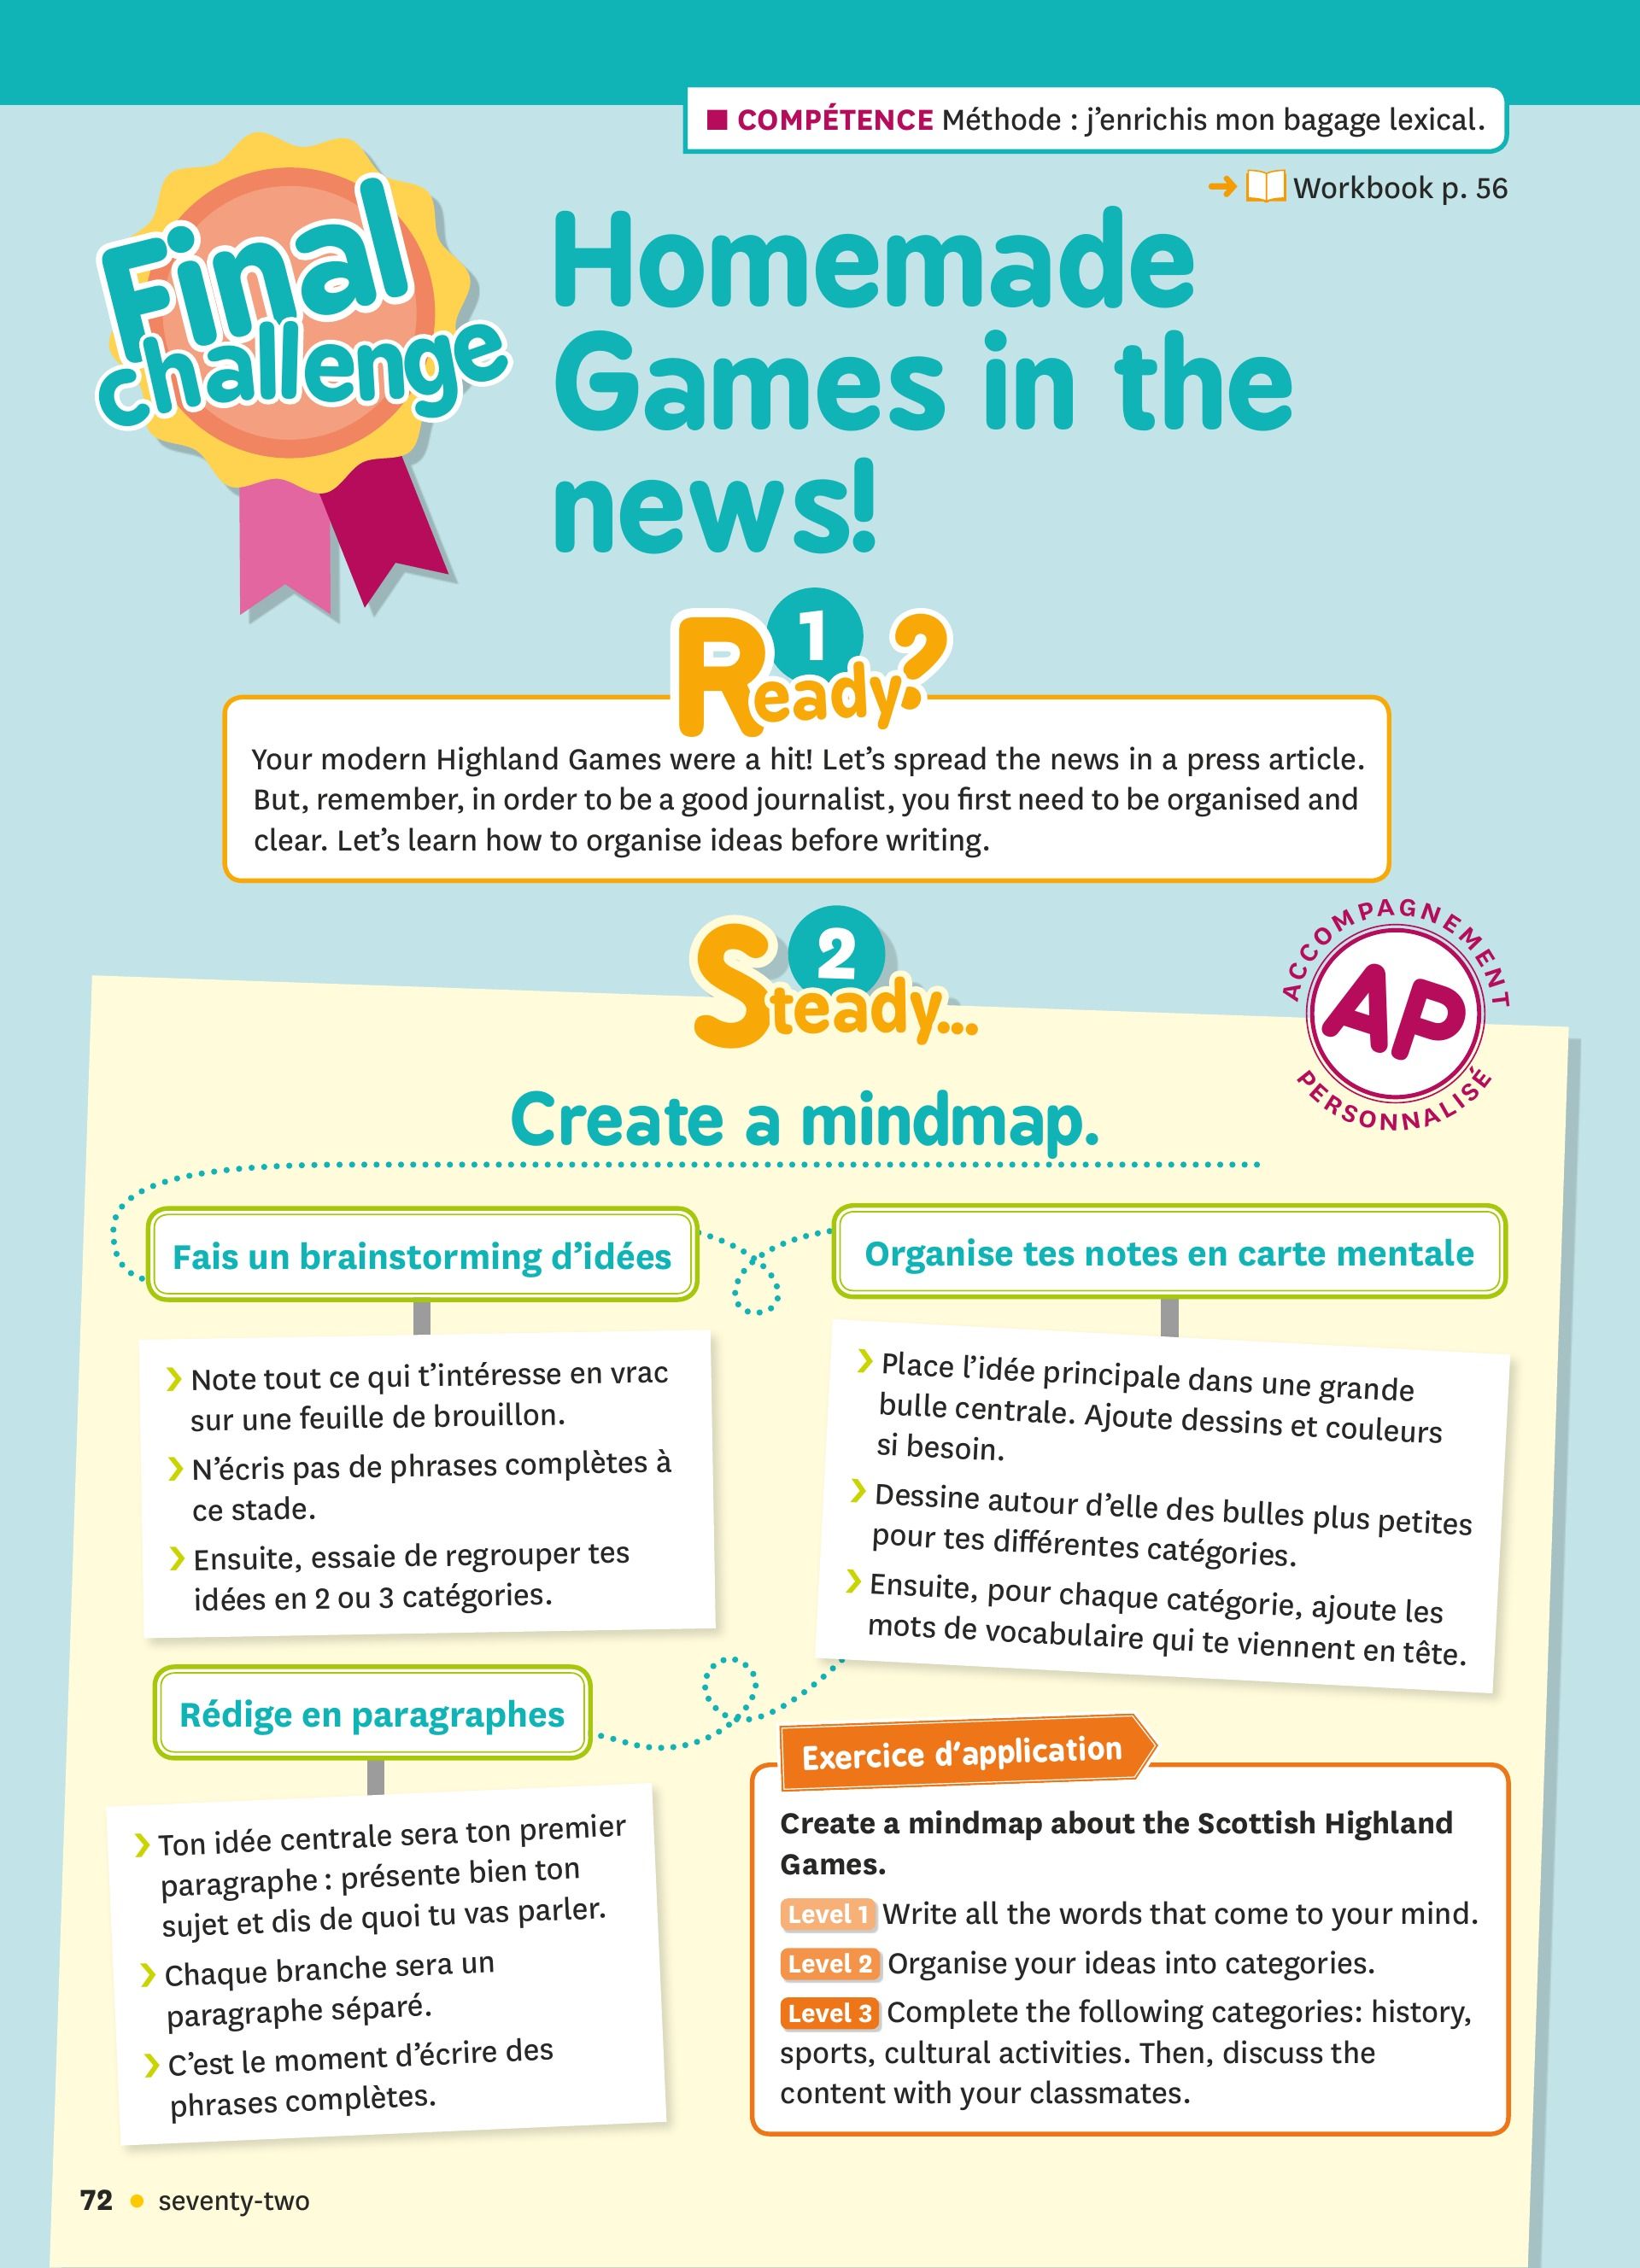 ■ COMPÉTENCE Méthode : j'enrichis mon bagage lexical.
➜ Workbook p. 56
Final
challenge
Homemade
Games in the
news!
1
Ready?
Your modern Highland Games were a hit! Let's spread the news in a press article.
But, remember, in order to be a good journalist, you first need to be organised and
clear. Let's learn how to organise ideas before writing.
2
Steady...
ACCOMPAGNEMENT
AP
PERSONNALISÉ
Create a mindmap.
Fais un brainstorming d'idées
❯ Note tout ce qui t'intéresse en vrac
sur une feuille de brouillon.
❯ N'écris pas de phrases complètes à
ce stade.
❯ Ensuite, essaie de regrouper tes
idées en 2 ou 3 catégories.
Organise tes notes en carte mentale
❯ Place l'idée principale dans une grande
bulle centrale. Ajoute dessins et couleurs
si besoin.
❯ Dessine autour d'elle des bulles plus petites
pour tes différentes catégories.
❯ Ensuite, pour chaque catégorie, ajoute les
mots de vocabulaire qui te viennent en tête.
Rédige en paragraphes
❯ Ton idée centrale sera ton premier
paragraphe : présente bien ton
sujet et dis de quoi tu vas parler.
❯ Chaque branche sera un
paragraphe séparé.
❯ C'est le moment d'écrire des
phrases complètes.
Exercice d'application
Create a mindmap about the Scottish Highland
Games.
Level 1 Write all the words that come to your mind.
Level 2 Organise your ideas into categories.
Level 3 Complete the following categories: history,
sports, cultural activities. Then, discuss the
content with your classmates.
72 • seventy-two